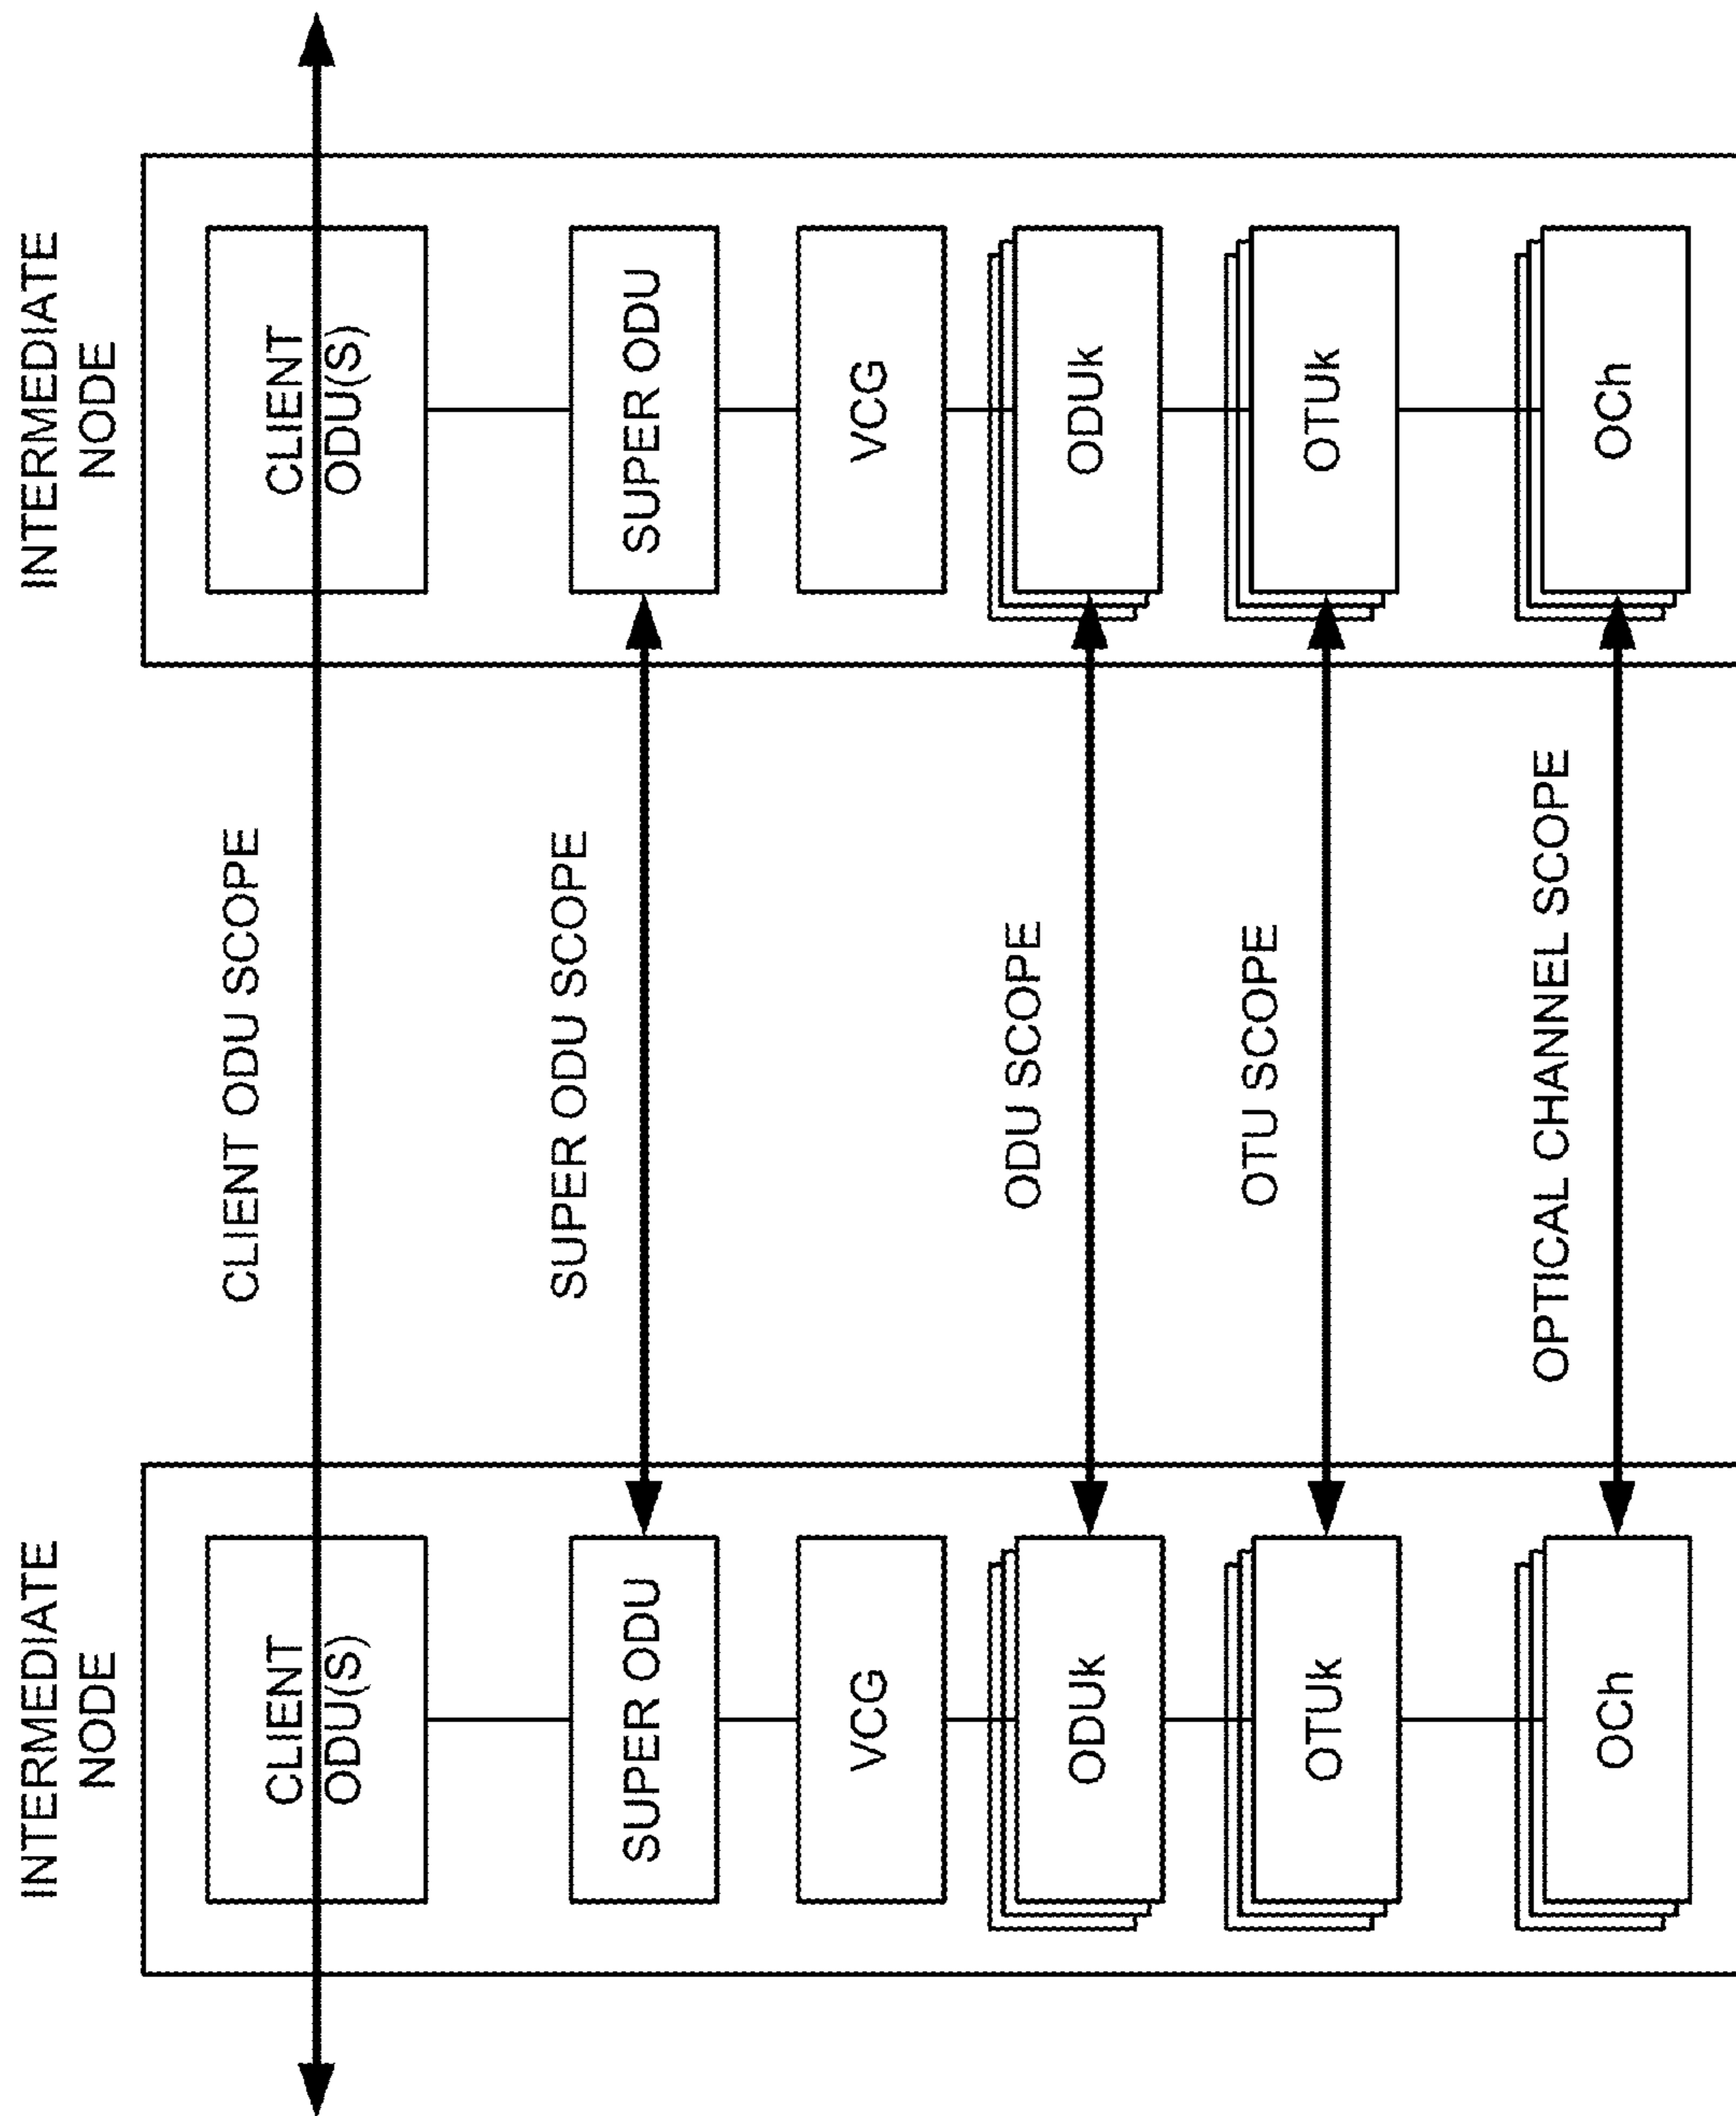 INTERMEDIATE
NODE
INTERMEDIATE
NODE
CLIENT
ODU(S)
CLIENT ODU SCOPE
CLIENT
ODU(S)
SUPER ODU
SUPER ODU SCOPE
SUPER ODU
VCG
VCG
ODUk
ODU SCOPE
ODUk
OTUk
OTU SCOPE
OTUk
OCh
OPTICAL CHANNEL SCOPE
OCh